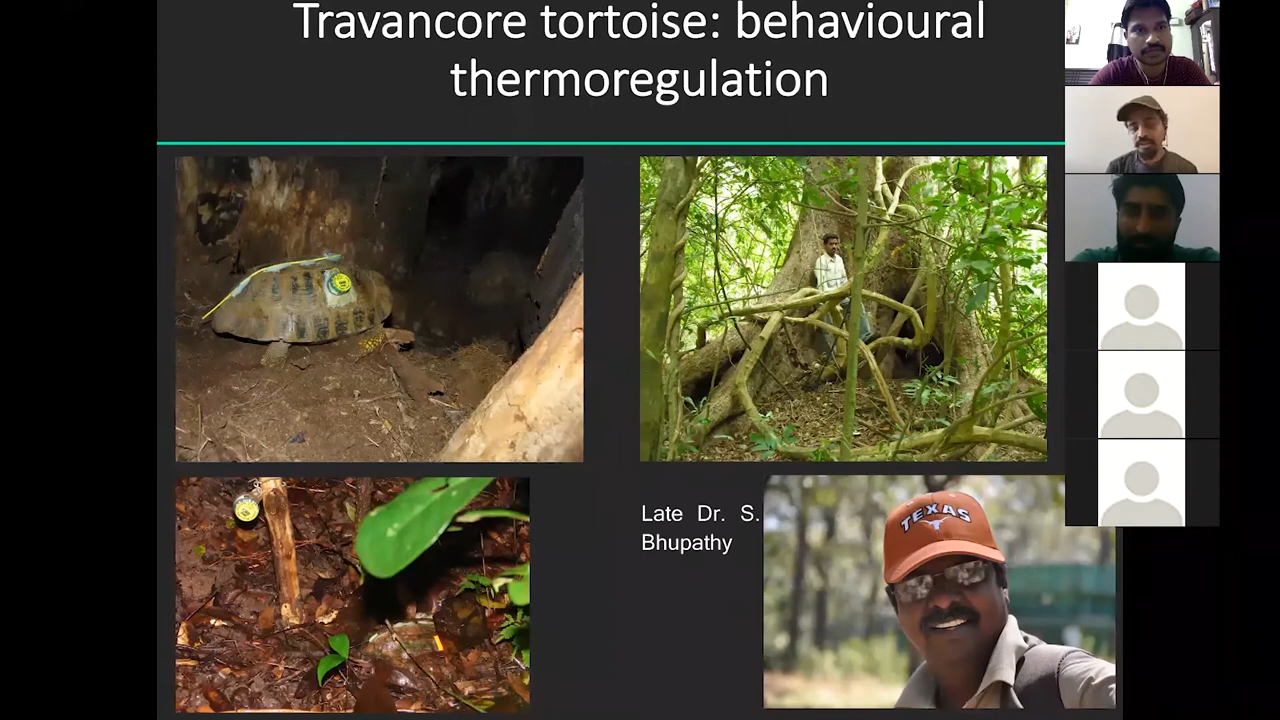 Travancore tortoise: behavioural
thermoregulation
Late Dr. S.
Bhupathy
TEXAS